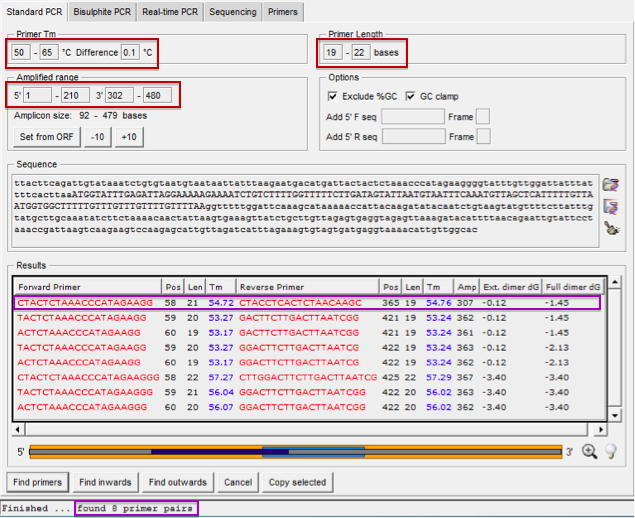 Standard PCR Bisulphite PCR Real-time PCR Sequencing Primers
Primer Tm
50 - 65 °C Difference 0.1 °C
Primer Length
19 - 22 bases
Amplified range
5' 1 - 210 3' 302 - 480
Amplicon size: 92 - 479 bases
Set from ORF -10 +10
Options
Exclude %GC GC clamp
Add 5' F seq Frame
Add 5' R seq Frame
Sequence
ttacttcagattgtataaatctgtgtaatgtaataattatttaagaatgacatgattactactctaaacccatagaaggggtatttgttggattatttat
tttcacttaaATGGTATTTGAGATTAGGAAAAAGAAAATCTGTCTTTTGGTTTTTCTTGATAGTATTAATGTAATTTCAAATGTTAGCTACATTTTTGTTA
ATGGTGGCTTTTTGTTTGTTTGTTTTGTTTTAAggtttttggattcaaagcataaaaaccattacaagatatacaatctgtaagtatgttttcttatttg
tatgcttgcaaatatcttctaaaacaactattaagtgaaagttatctgcttgttagagtgaggtagagttaaagatacattttaacagaattgtattcct
aaaccgattaagtcaagaagtccaagagcattgttagatcatttagaaagtgtagtgatgaggtaaaacattgttggcac
Results
Forward Primer Pos Len Tm Reverse Primer Pos Len Tm Amp Ext. dimer dG Full dimer dG
CTACTCTAAACCCATAGAAGG 58 21 54.72 CTACCTCACTCTAACAAGC 365 19 54.76 307 -0.12 -1.45
TACTCTAAACCCATAGAAGG 59 20 53.27 GACTTCTTGACTTAATCGG 421 19 53.24 362 -0.12 -1.45
ACTCTAAACCCATAGAAGG 60 19 53.17 GACTTCTTGACTTAATCGG 421 19 53.24 361 -0.12 -1.45
TACTCTAAACCCATAGAAGG 59 20 53.27 GGACTTCTTGACTTAATCG 422 19 53.24 363 -0.12 -2.13
ACTCTAAACCCATAGAAGG 60 19 53.17 GGACTTCTTGACTTAATCG 422 19 53.24 362 -0.12 -2.13
CTACTCTAAACCCATAGAAGGG 58 22 57.27 CTTGGACTTCTTGACTTAATCG 425 22 57.29 367 -3.40 -3.40
TACTCTAAACCCATAGAAGGG 59 21 56.04 GGACTTCTTGACTTAATCGG 422 20 56.02 363 -3.40 -3.40
ACTCTAAACCCATAGAAGGG 60 20 56.07 GGACTTCTTGACTTAATCGG 422 20 56.02 362 -3.40 -3.40
5' 3'
Find primers Find inwards Find outwards Cancel Copy selected
Finished ... found 8 primer pairs